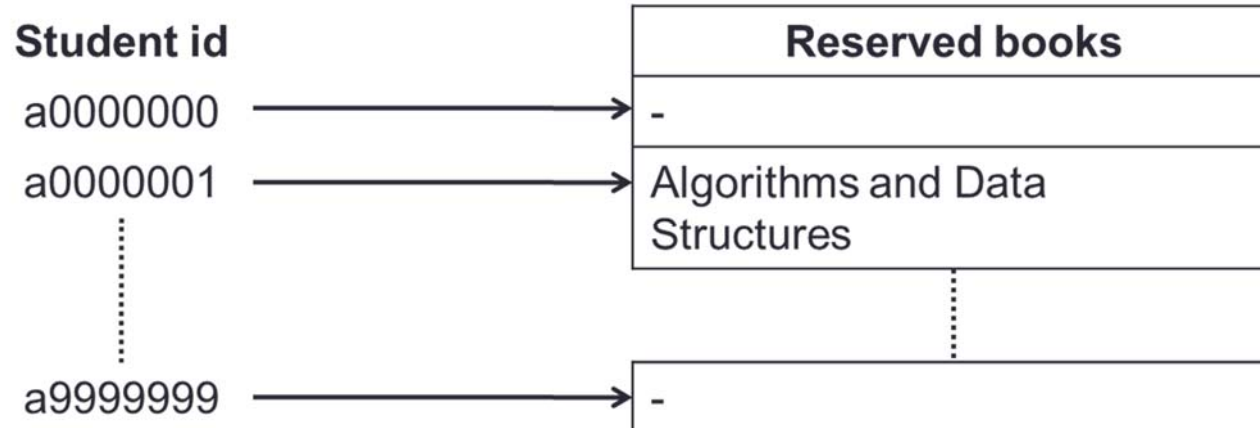 Student id
Reserved books
a0000000
-
a0000001
Algorithms and Data
Structures
a9999999
-